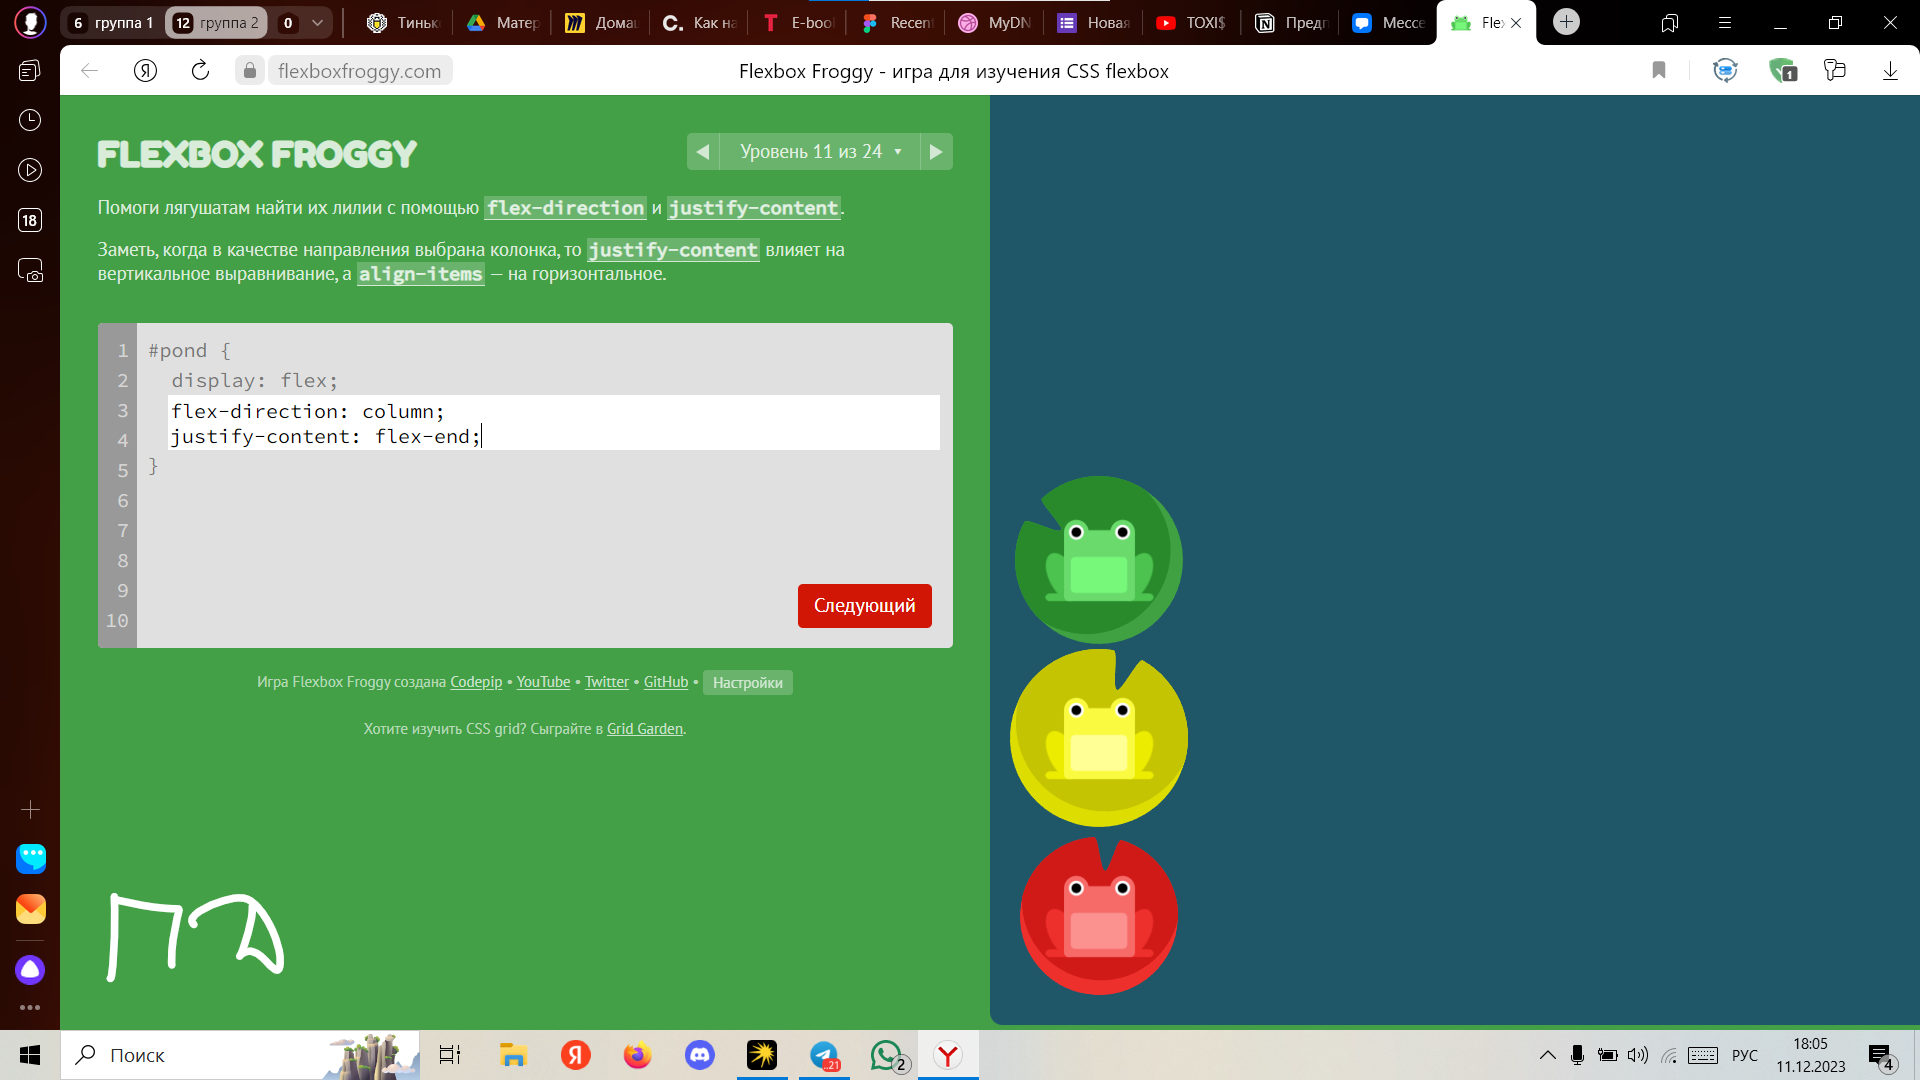 6 группа 1 12 группа 2 0 Тиньк Матер Домаш C. Как на E-bool Recent MyDN Новая TOXI$ Предп Мессе Flex
flexboxfroggy.com Flexbox Froggy - игра для изучения CSS flexbox 1
18
FLEXBOX FROGGY
Уровень 11 из 24
Помоги лягушатам найти их лилии с помощью flex-direction и justify-content.
Заметь, когда в качестве направления выбрана колонка, то justify-content влияет на
вертикальное выравнивание, а align-items — на горизонтальное.
1 #pond {
2 display: flex;
3 flex-direction: column;
4 justify-content: flex-end;
5 }
6
7
8
9
10
Следующий
Игра Flexbox Froggy создана Codepip • YouTube • Twitter • GitHub • Настройки
Хотите изучить CSS grid? Сыграйте в Grid Garden.
Поиск
..21
2
РУС
18:05
11.12.2023
4